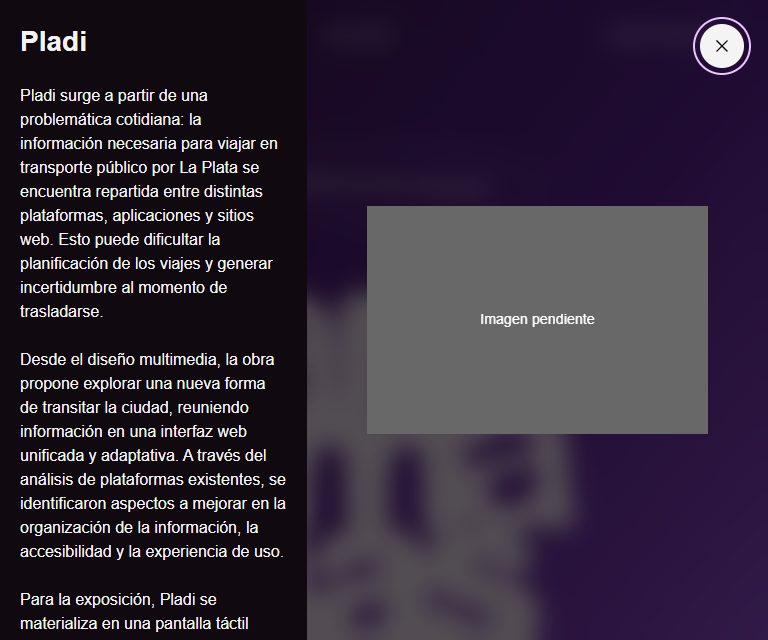 Pladi
Pladi surge a partir de una
problemática cotidiana: la
información necesaria para viajar en
transporte público por La Plata se
encuentra repartida entre distintas
plataformas, aplicaciones y sitios
web. Esto puede dificultar la
planificación de los viajes y generar
incertidumbre al momento de
trasladarse.
Desde el diseño multimedia, la obra
propone explorar una nueva forma
de transitar la ciudad, reuniendo
información en una interfaz web
unificada y adaptativa. A través del
análisis de plataformas existentes, se
identificaron aspectos a mejorar en la
organización de la información, la
accesibilidad y la experiencia de uso.
Para la exposición, Pladi se
materializa en una pantalla táctil
Imagen pendiente